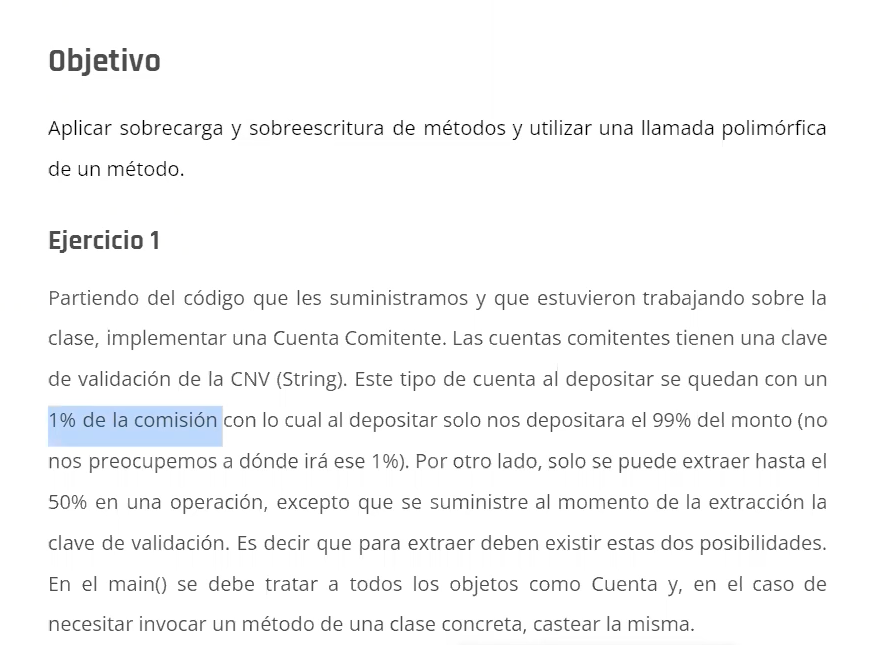 Objetivo
Aplicar sobrecarga y sobreescritura de métodos y utilizar una llamada polimórfica
de un método.
Ejercicio 1
Partiendo del código que les suministramos y que estuvieron trabajando sobre la
clase, implementar una Cuenta Comitente. Las cuentas comitentes tienen una clave
de validación de la CNV (String). Este tipo de cuenta al depositar se quedan con un
1% de la comisión con lo cual al depositar solo nos depositara el 99% del monto (no
nos preocupemos a dónde irá ese 1%). Por otro lado, solo se puede extraer hasta el
50% en una operación, excepto que se suministre al momento de la extracción la
clave de validación. Es decir que para extraer deben existir estas dos posibilidades.
En el main() se debe tratar a todos los objetos como Cuenta y, en el caso de
necesitar invocar un método de una clase concreta, castear la misma.